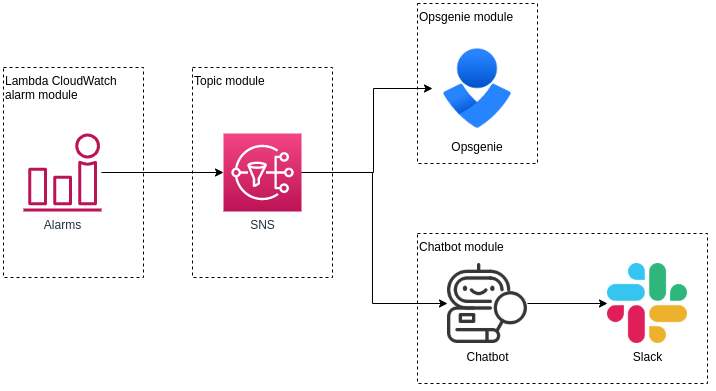 Opsgenie module
Lambda CloudWatch
alarm module
Topic module
Opsgenie
Alarms
SNS
Chatbot module
Chatbot
Slack